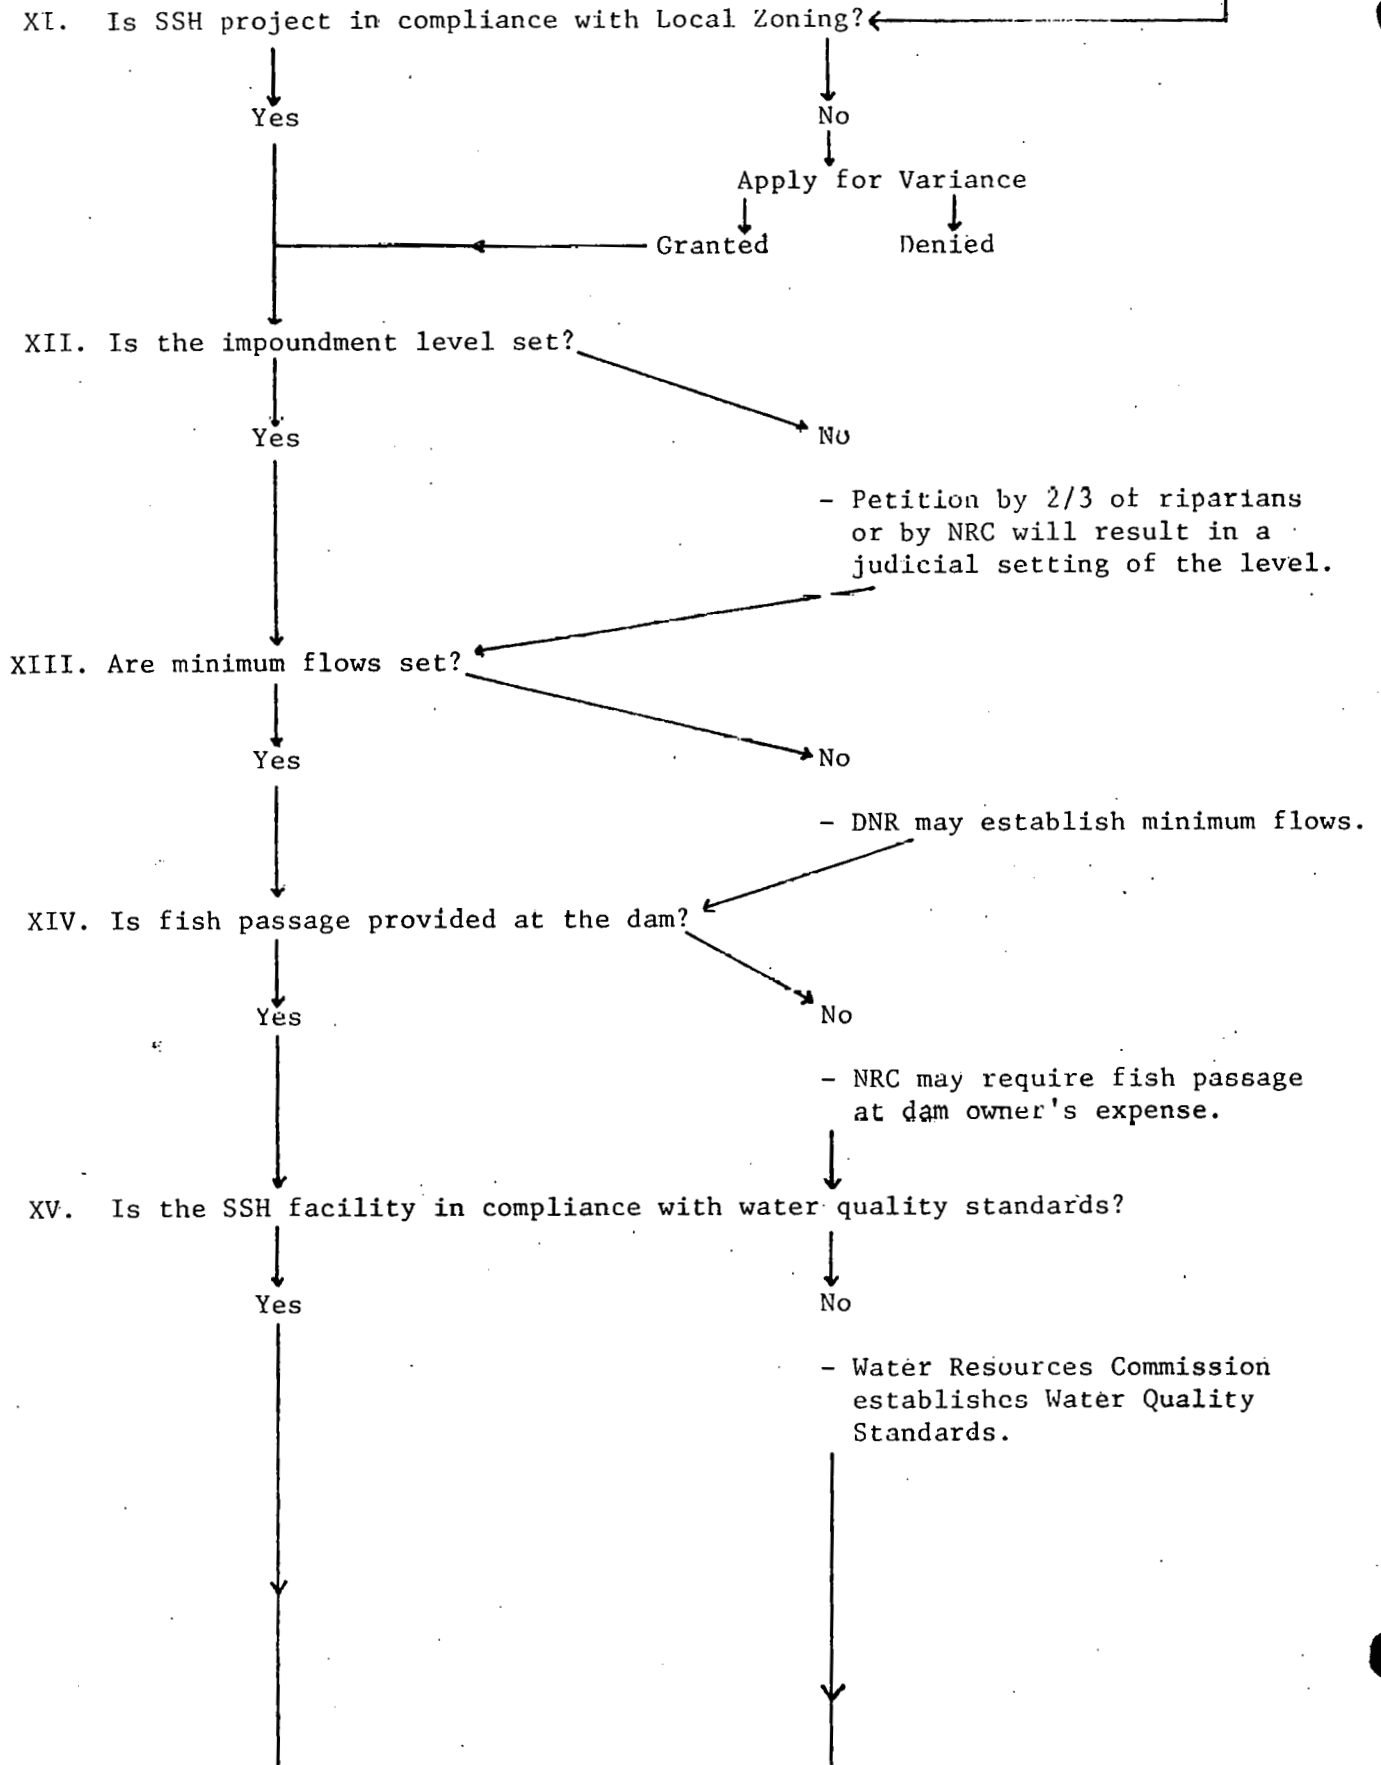 XI. Is SSH project in compliance with Local Zoning?
Yes No
Apply for Variance
Granted Denied
XII. Is the impoundment level set?
Yes No
- Petition by 2/3 of riparians
or by NRC will result in a
judicial setting of the level.
XIII. Are minimum flows set?
Yes No
- DNR may establish minimum flows.
XIV. Is fish passage provided at the dam?
Yes No
- NRC may require fish passage
at dam owner's expense.
XV. Is the SSH facility in compliance with water quality standards?
Yes No
- Water Resources Commission
establishes Water Quality
Standards.